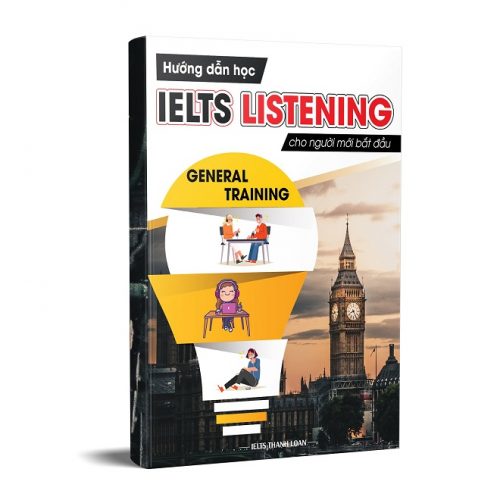 Hướng dẫn học
IELTS LISTENING
cho người mới bắt đầu
GENERAL
TRAINING
IELTS THANH LOAN